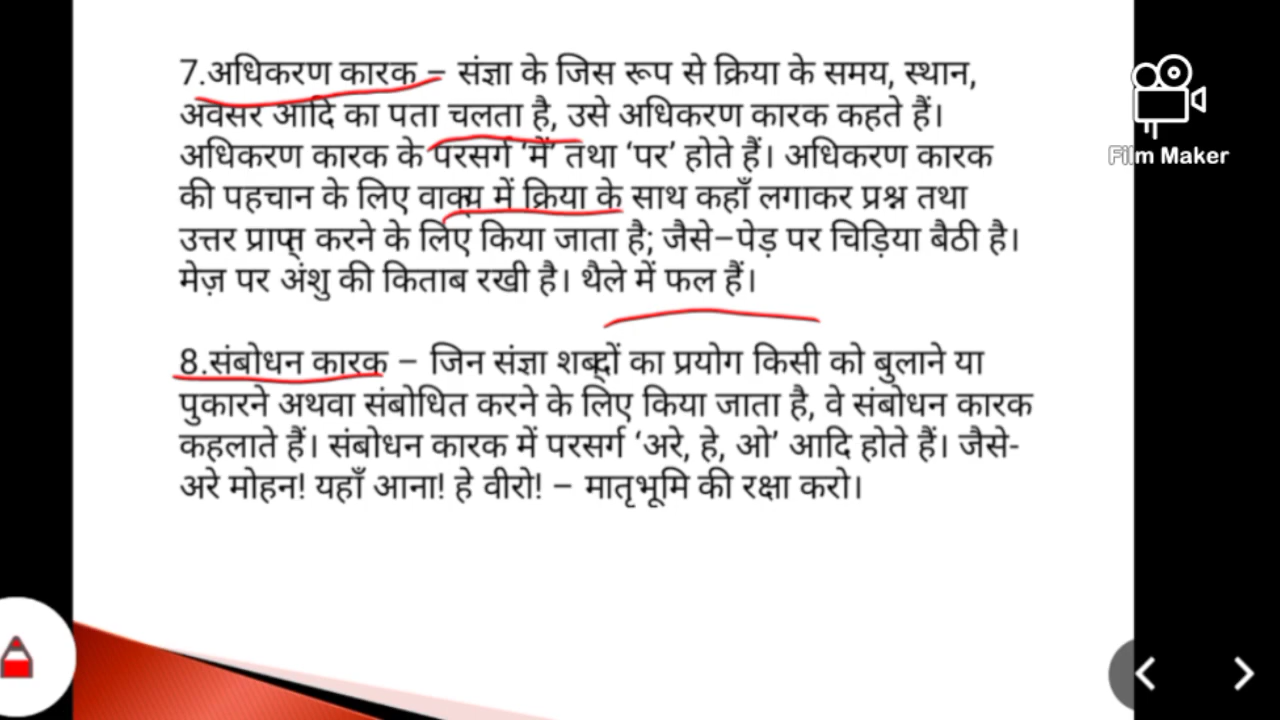 7.अधिकरण कारक – संज्ञा के जिस रूप से क्रिया के समय, स्थान,
अवसर आदि का पता चलता है, उसे अधिकरण कारक कहते हैं।
अधिकरण कारक के परसर्ग ‘में’ तथा ‘पर’ होते हैं। अधिकरण कारक
की पहचान के लिए वाक्य में क्रिया के साथ कहाँ लगाकर प्रश्न तथा
उत्तर प्राप्त करने के लिए किया जाता है; जैसे–पेड़ पर चिड़िया बैठी है।
मेज़ पर अंशु की किताब रखी है। थैले में फल हैं।
8.संबोधन कारक – जिन संज्ञा शब्दों का प्रयोग किसी को बुलाने या
पुकारने अथवा संबोधित करने के लिए किया जाता है, वे संबोधन कारक
कहलाते हैं। संबोधन कारक में परसर्ग ‘अरे, हे, ओ’ आदि होते हैं। जैसे-
अरे मोहन! यहाँ आना! हे वीरो! – मातृभूमि की रक्षा करो।
Film Maker